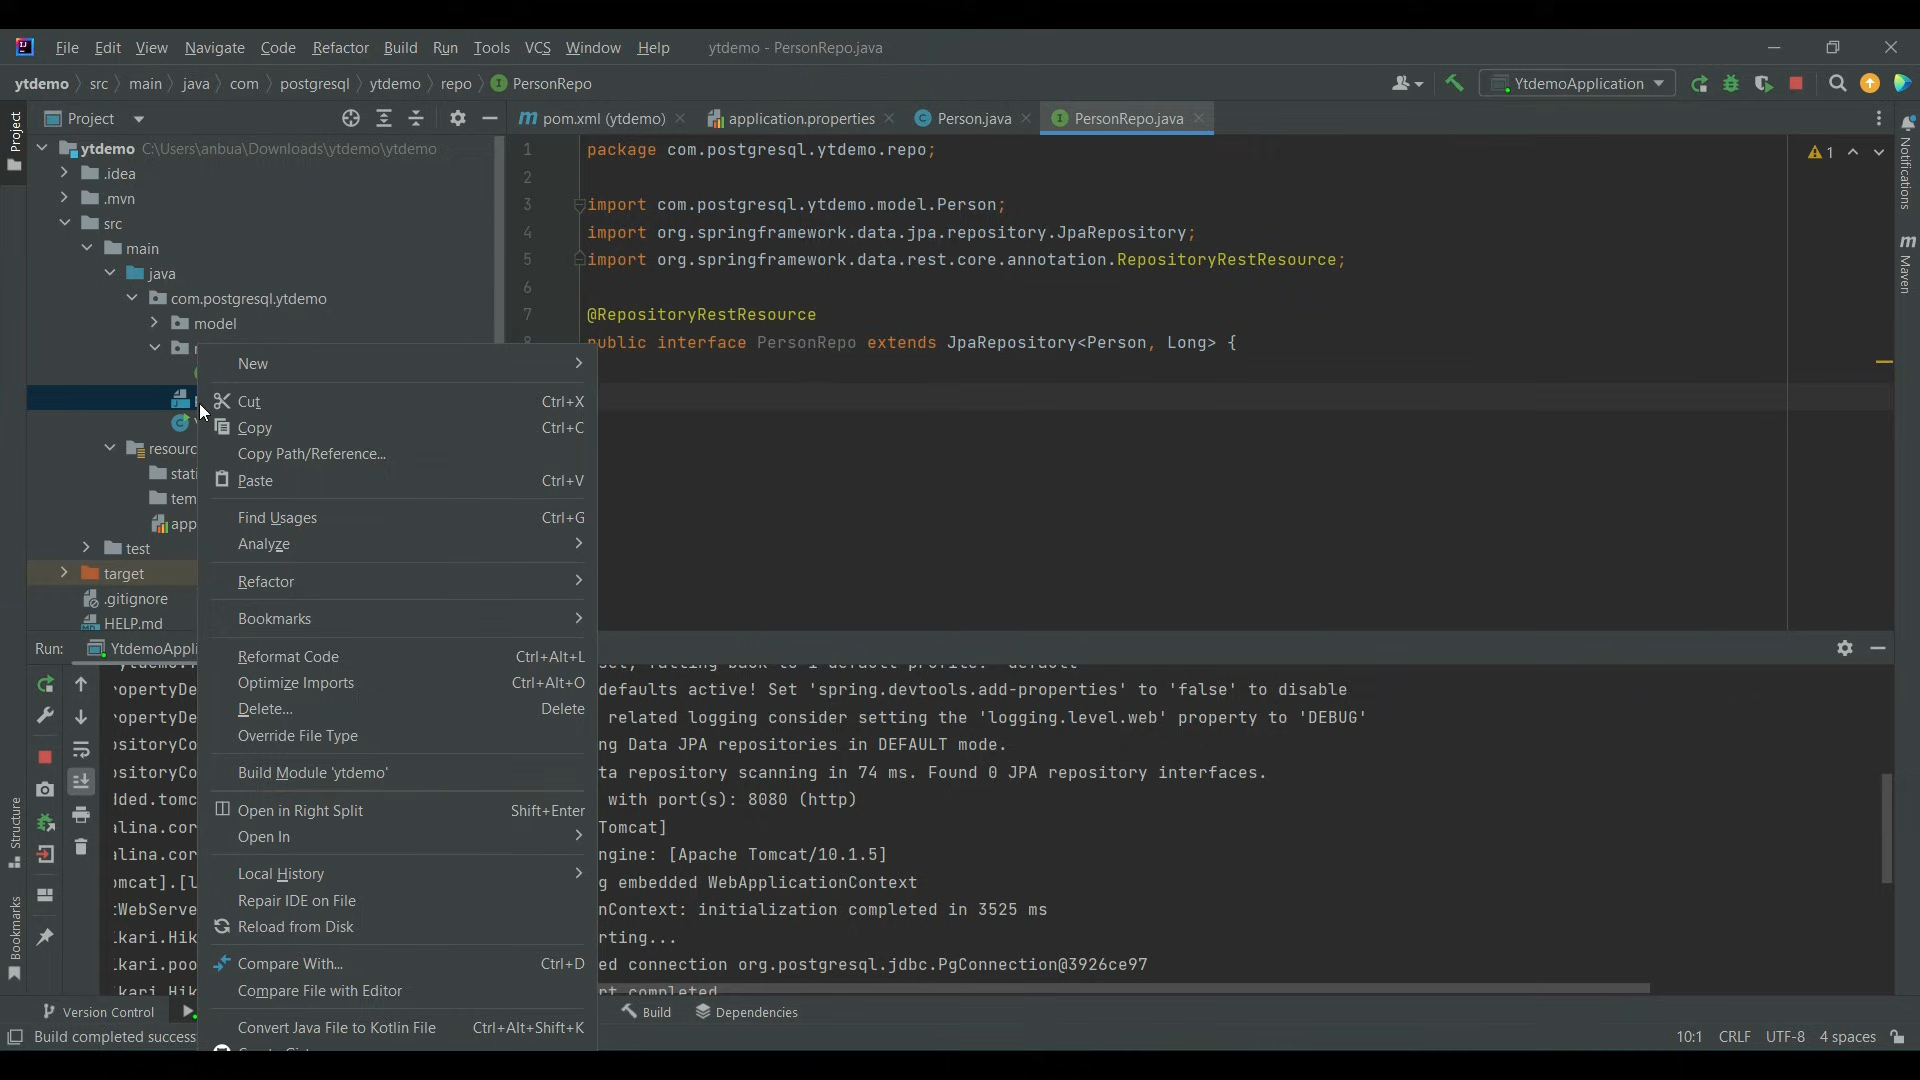 File Edit View Navigate Code Refactor Build Run Tools VCS Window Help ytdemo - PersonRepo.java
ytdemo src main java com postgresql ytdemo repo PersonRepo YtdemoApplication
Project
Project
pom.xml (ytdemo) application.properties Person.java PersonRepo.java
Notifications
Maven
ytdemo C:\Users\anbua\Downloads\ytdemo\ytdemo
.idea
.mvn
src
main
java
com.postgresql.ytdemo
model
resourc
stati
tem
app
test
target
.gitignore
HELP.md
1 package com.postgresql.ytdemo.repo;
2
3 import com.postgresql.ytdemo.model.Person;
4 import org.springframework.data.jpa.repository.JpaRepository;
5 import org.springframework.data.rest.core.annotation.RepositoryRestResource;
6
7 @RepositoryRestResource
public interface PersonRepo extends JpaRepository<Person, Long> {
1
New
Cut Ctrl+X
Copy Ctrl+C
Copy Path/Reference...
Paste Ctrl+V
Find Usages Ctrl+G
Analyze
Refactor
Bookmarks
Reformat Code Ctrl+Alt+L
Optimize Imports Ctrl+Alt+O
Delete... Delete
Override File Type
Build Module 'ytdemo'
Open in Right Split Shift+Enter
Open In
Local History
Repair IDE on File
Reload from Disk
Compare With... Ctrl+D
Compare File with Editor
Convert Java File to Kotlin File Ctrl+Alt+Shift+K
Run: YtdemoAppli
opertyDe defaults active! Set 'spring.devtools.add-properties' to 'false' to disable
opertyDe related logging consider setting the 'logging.level.web' property to 'DEBUG'
sitoryCo ng Data JPA repositories in DEFAULT mode.
sitoryCo ta repository scanning in 74 ms. Found 0 JPA repository interfaces.
ded.tomc with port(s): 8080 (http)
alina.cor Tomcat]
alina.cor ngine: [Apache Tomcat/10.1.5]
mcat].[l g embedded WebApplicationContext
WebServe nContext: initialization completed in 3525 ms
kari.Hik rting...
kari.poo ed connection org.postgresql.jdbc.PgConnection@3926ce97
kari.Hik rt completed
Structure
Bookmarks
Version Control Build Dependencies
Build completed success 10:1 CRLF UTF-8 4 spaces